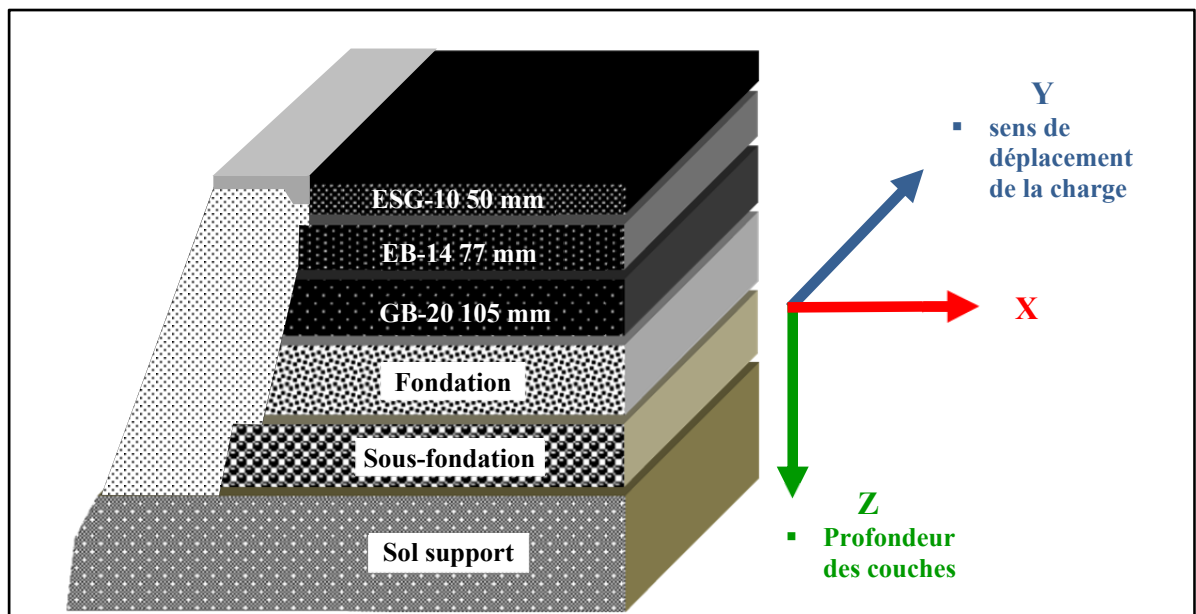 ESG-10 50 mm
EB-14 77 mm
GB-20 105 mm
Fondation
Sous-fondation
Sol support
Y
▪ sens de
déplacement
de la charge
X
Z
▪ Profondeur
des couches